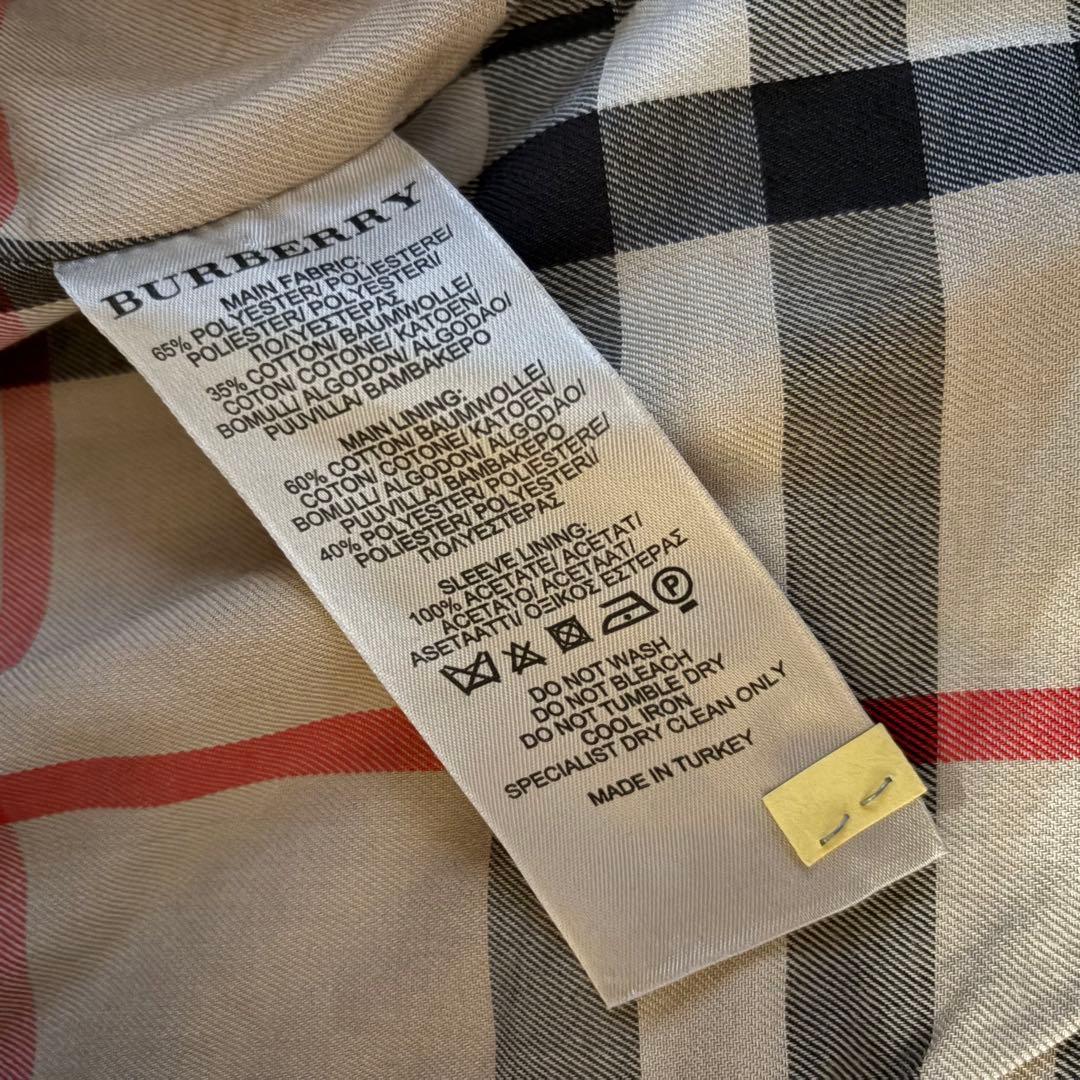 BURBERRY
MAIN FABRIC:
65% POLYESTER/ POLIESTERE/
POLIESTER/ POLYESTERI/
ΠΟΛΥΕΣΤΕΡΑΣ
35% COTTON/ BAUMWOLLE/
COTON/ COTONE/ KATOEN/
BOMULL/ ALGODON/ ALGODAO/
PUUVILLA/ BAMBAKEPO
MAIN LINING:
60% COTTON/ BAUMWOLLE/
COTON/ COTONE/ KATOEN/
BOMULL/ ALGODON/ ALGODAO/
PUUVILLA/ BAMBAKEPO
40% POLYESTER/ POLIESTERE/
POLIESTER/ POLYESTERI/
ΠΟΛΥΕΣΤΕΡΑΣ
SLEEVE LINING:
100% ACETATE/ ACETAT/
ACETATO/ ACETAAT/
ASETAATTI/ ΟΞΙΚΟΣ ΕΣΤΕΡΑΣ
P
DO NOT WASH
DO NOT BLEACH
DO NOT TUMBLE DRY
COOL IRON
SPECIALIST DRY CLEAN ONLY
MADE IN TURKEY